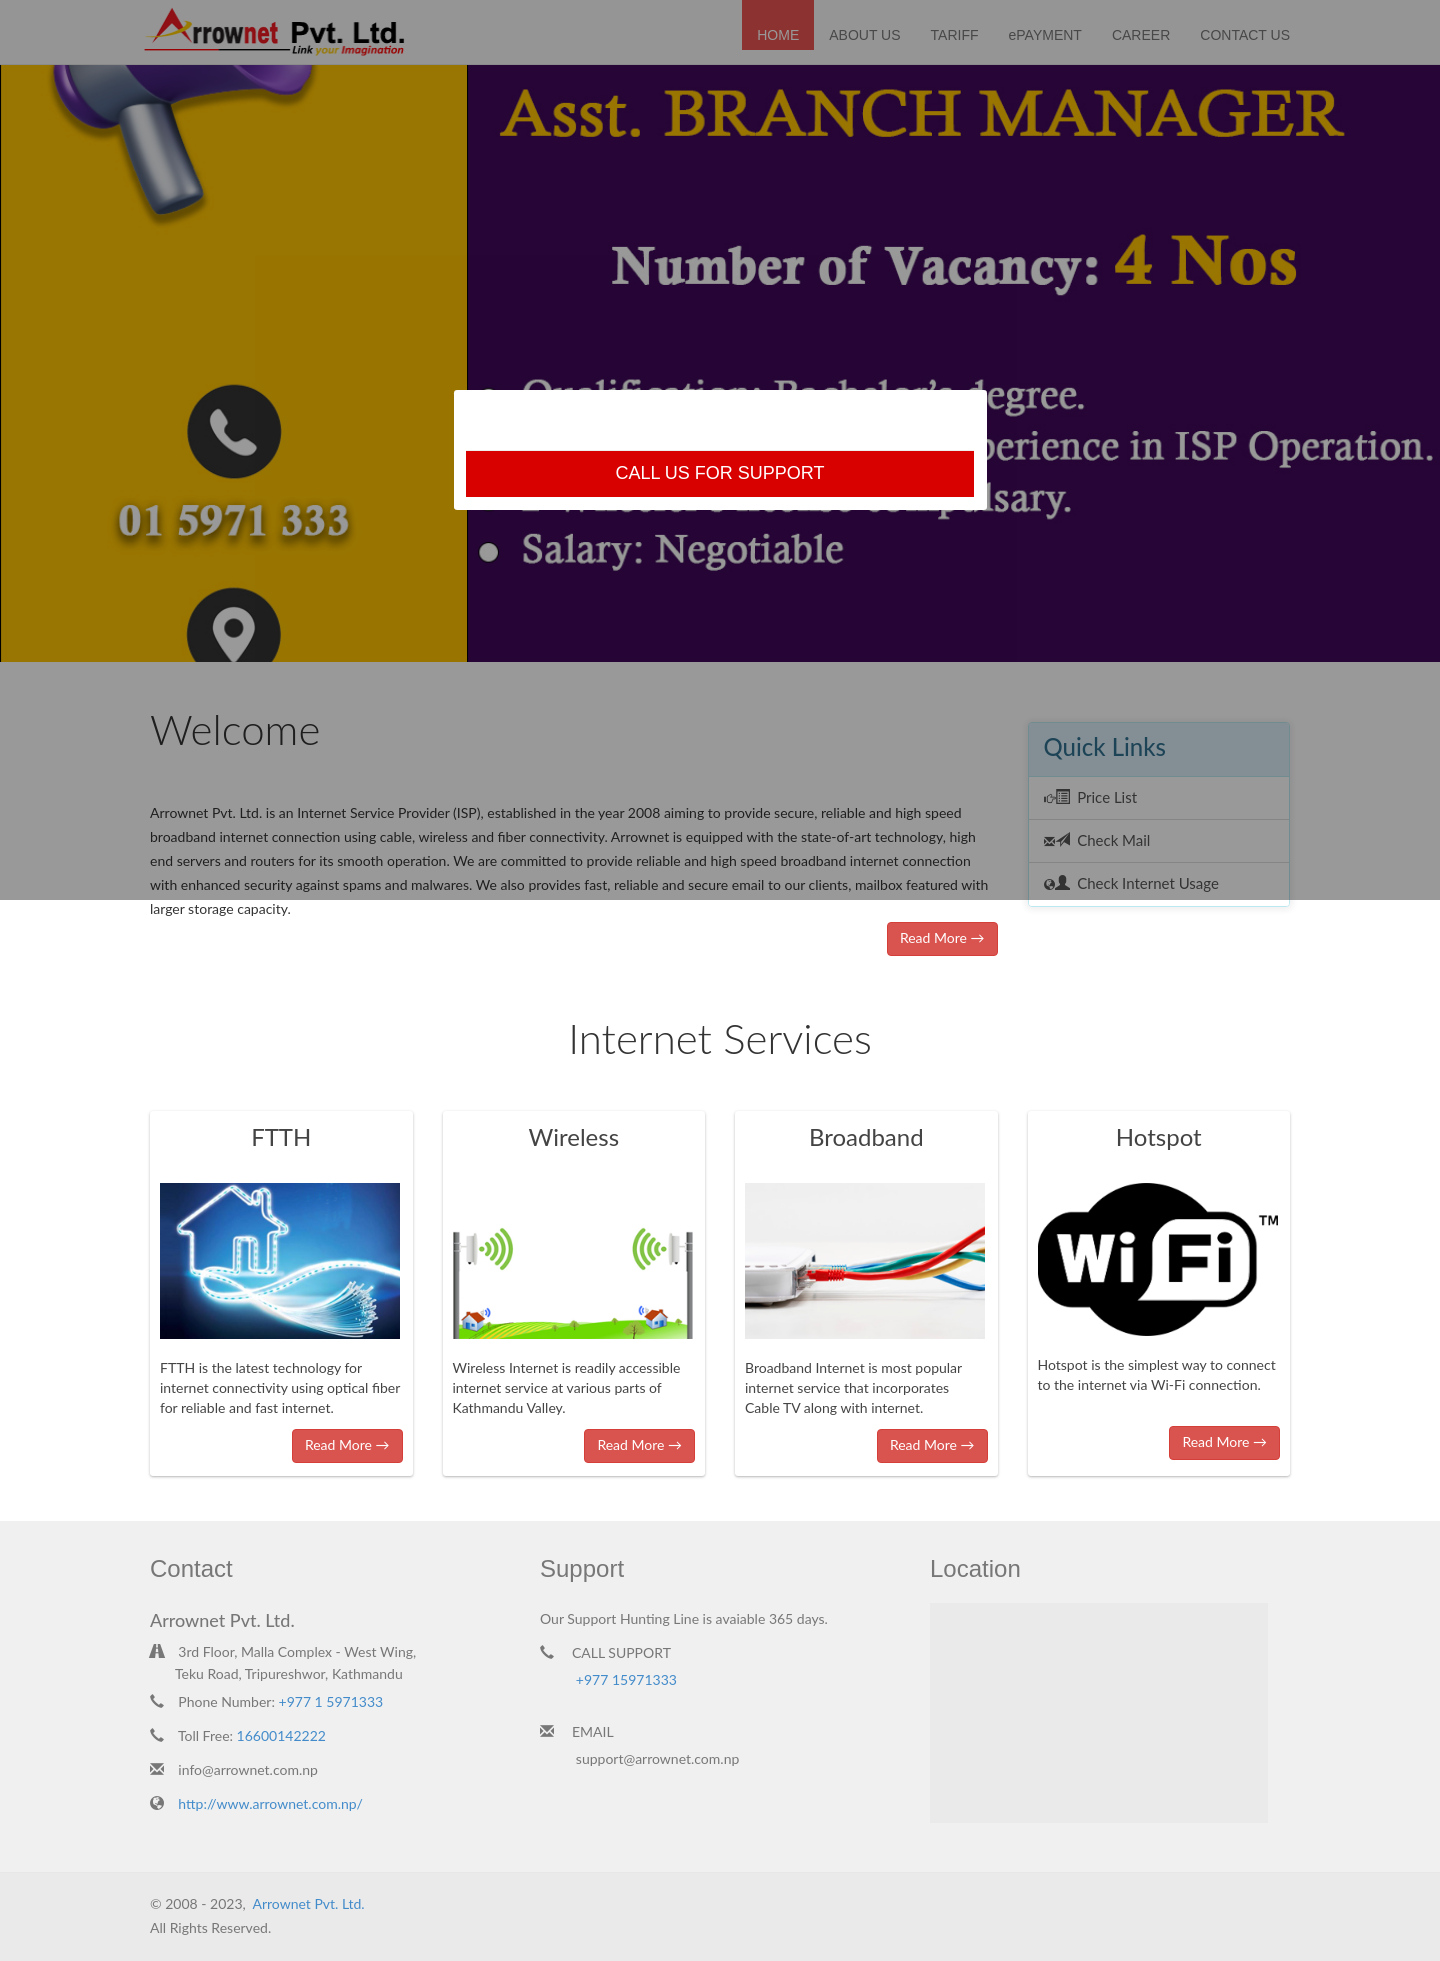 Arrownet Pvt. Ltd.
Link your Imagination
HOME ABOUT US TARIFF ePAYMENT CAREER CONTACT US
Asst. BRANCH MANAGER
Number of Vacancy: 4 Nos
degree.
perience in ISP Operation.
CALL US FOR SUPPORT
01 5971 333
Salary: Negotiable
Welcome
Arrownet Pvt. Ltd. is an Internet Service Provider (ISP), established in the year 2008 aiming to provide secure, reliable and high speed
broadband internet connection using cable, wireless and fiber connectivity. Arrownet is equipped with the state-of-art technology, high
end servers and routers for its smooth operation. We are committed to provide reliable and high speed broadband internet connection
with enhanced security against spams and malwares. We also provides fast, reliable and secure email to our clients, mailbox featured with
larger storage capacity.
Read More →
Quick Links
Price List
Check Mail
Check Internet Usage
Internet Services
FTTH
FTTH is the latest technology for
internet connectivity using optical fiber
for reliable and fast internet.
Read More →
Wireless
Wireless Internet is readily accessible
internet service at various parts of
Kathmandu Valley.
Read More →
Broadband
Broadband Internet is most popular
internet service that incorporates
Cable TV along with internet.
Read More →
Hotspot
Wi Fi TM
Hotspot is the simplest way to connect
to the internet via Wi-Fi connection.
Read More →
Contact
Arrownet Pvt. Ltd.
3rd Floor, Malla Complex - West Wing,
Teku Road, Tripureshwor, Kathmandu
Phone Number: +977 1 5971333
Toll Free: 16600142222
info@arrownet.com.np
http://www.arrownet.com.np/
Support
Our Support Hunting Line is avaiable 365 days.
CALL SUPPORT
+977 15971333
EMAIL
support@arrownet.com.np
Location
© 2008 - 2023, Arrownet Pvt. Ltd.
All Rights Reserved.